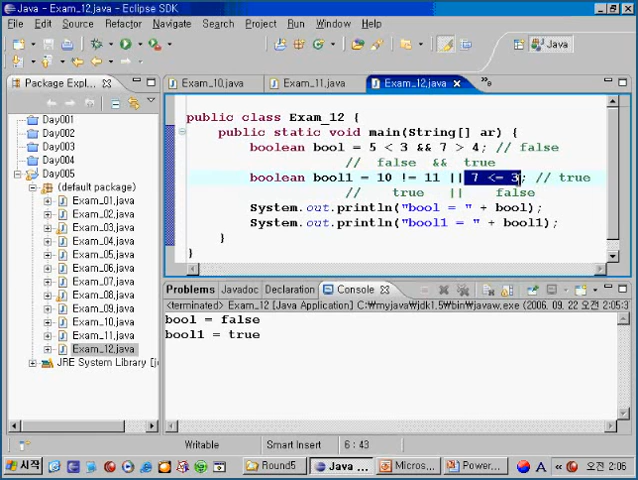 Java - Exam_12.java - Eclipse SDK
File Edit Source Refactor Navigate Search Project Run Window Help
Java
Package Expl...
Exam_10.java Exam_11.java Exam_12.java
Day001
Day002
Day003
Day004
Day005
(default package)
Exam_01.java
Exam_02.java
Exam_03.java
Exam_04.java
Exam_05.java
Exam_06.java
Exam_07.java
Exam_08.java
Exam_09.java
Exam_10.java
Exam_11.java
Exam_12.java
JRE System Library [j
public class Exam_12 {
public static void main(String[] ar) {
boolean bool = 5 < 3 && 7 > 4; // false
// false && true
boolean bool1 = 10 != 11 || 7 <= 3; // true
// true || false
System.out.println("bool = " + bool);
System.out.println("bool1 = " + bool1);
}
}
Problems Javadoc Declaration Console
<terminated> Exam_12 [Java Application] C:₩myjava₩jdk1.5₩bin₩javaw.exe (2006. 09. 22 오전 2:05:3
bool = false
bool1 = true
Writable Smart Insert 6 : 43
시작 Round5 Java ... Micros... Power... A 2:06